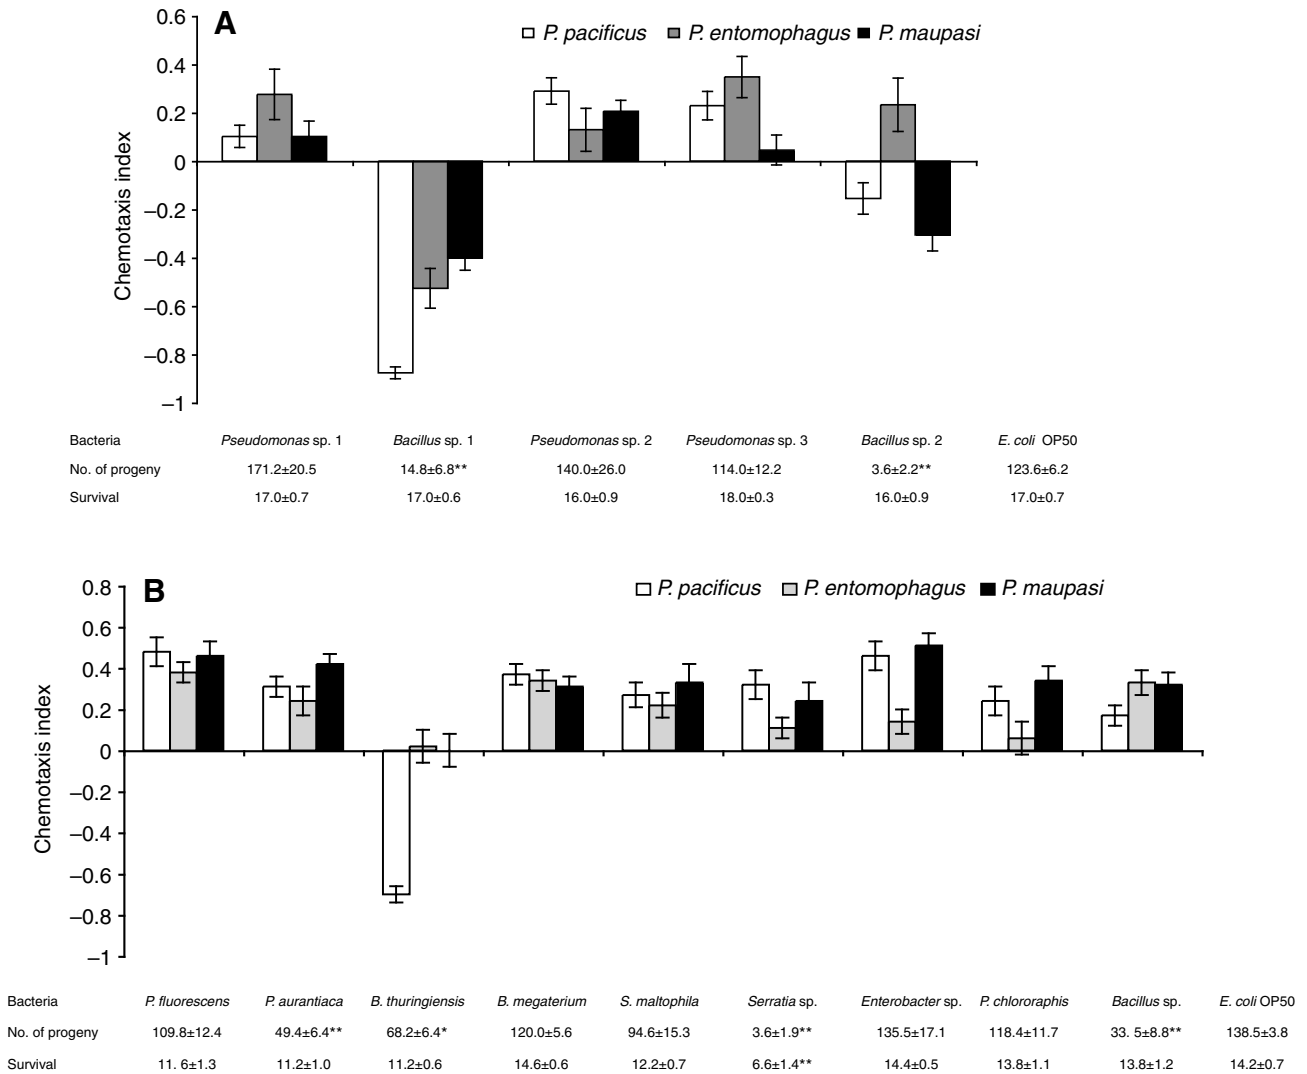 A
P. pacificus P. entomophagus P. maupasi
0.6
0.4
0.2
0
–0.2
–0.4
–0.6
–0.8
–1
Chemotaxis index
Bacteria Pseudomonas sp. 1 Bacillus sp. 1 Pseudomonas sp. 2 Pseudomonas sp. 3 Bacillus sp. 2 E. coli OP50
No. of progeny 171.2±20.5 14.8±6.8** 140.0±26.0 114.0±12.2 3.6±2.2** 123.6±6.2
Survival 17.0±0.7 17.0±0.6 16.0±0.9 18.0±0.3 16.0±0.9 17.0±0.7
B
P. pacificus P. entomophagus P. maupasi
0.8
0.6
0.4
0.2
0
–0.2
–0.4
–0.6
–0.8
–1
Chemotaxis index
Bacteria P. fluorescens P. aurantiaca B. thuringiensis B. megaterium S. maltophila Serratia sp. Enterobacter sp. P. chlororaphis Bacillus sp. E. coli OP50
No. of progeny 109.8±12.4 49.4±6.4** 68.2±6.4* 120.0±5.6 94.6±15.3 3.6±1.9** 135.5±17.1 118.4±11.7 33. 5±8.8** 138.5±3.8
Survival 11. 6±1.3 11.2±1.0 11.2±0.6 14.6±0.6 12.2±0.7 6.6±1.4** 14.4±0.5 13.8±1.1 13.8±1.2 14.2±0.7